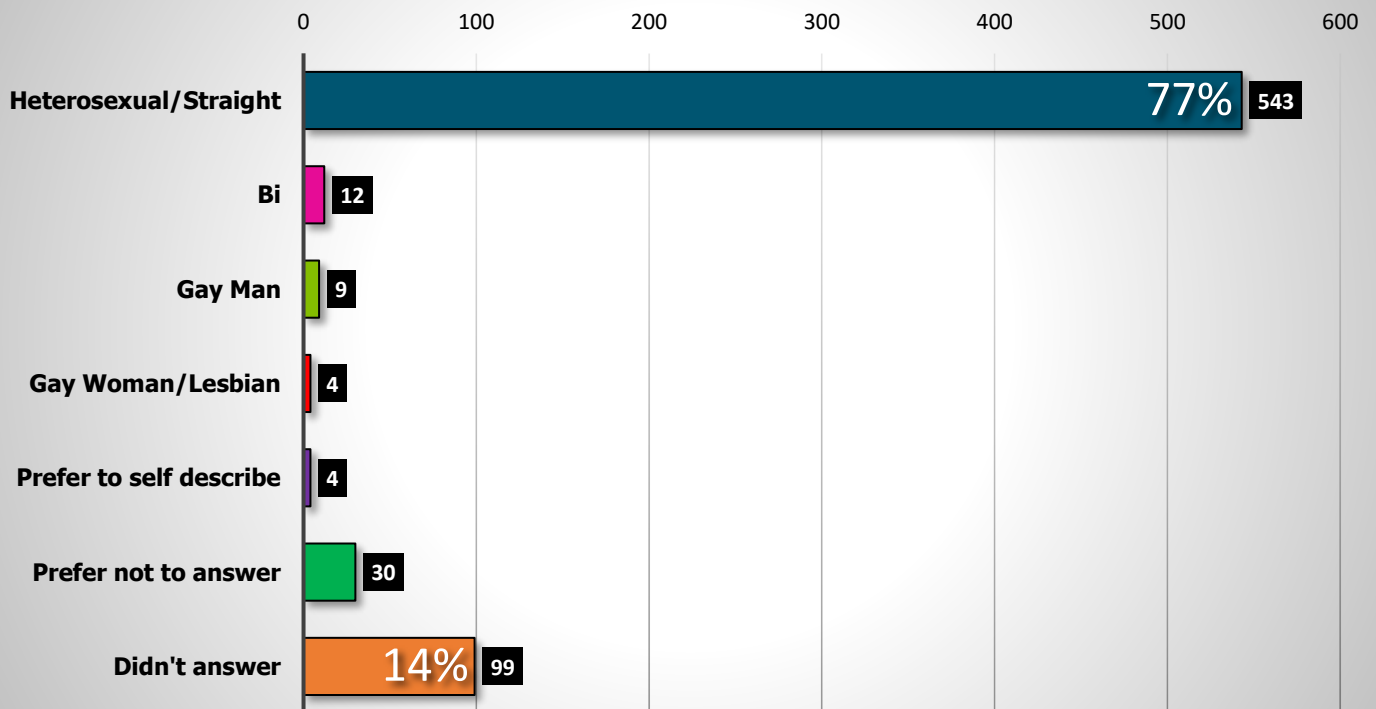 0 100 200 300 400 500 600
Heterosexual/Straight 77% 543
Bi 12
Gay Man 9
Gay Woman/Lesbian 4
Prefer to self describe 4
Prefer not to answer 30
Didn't answer 14% 99